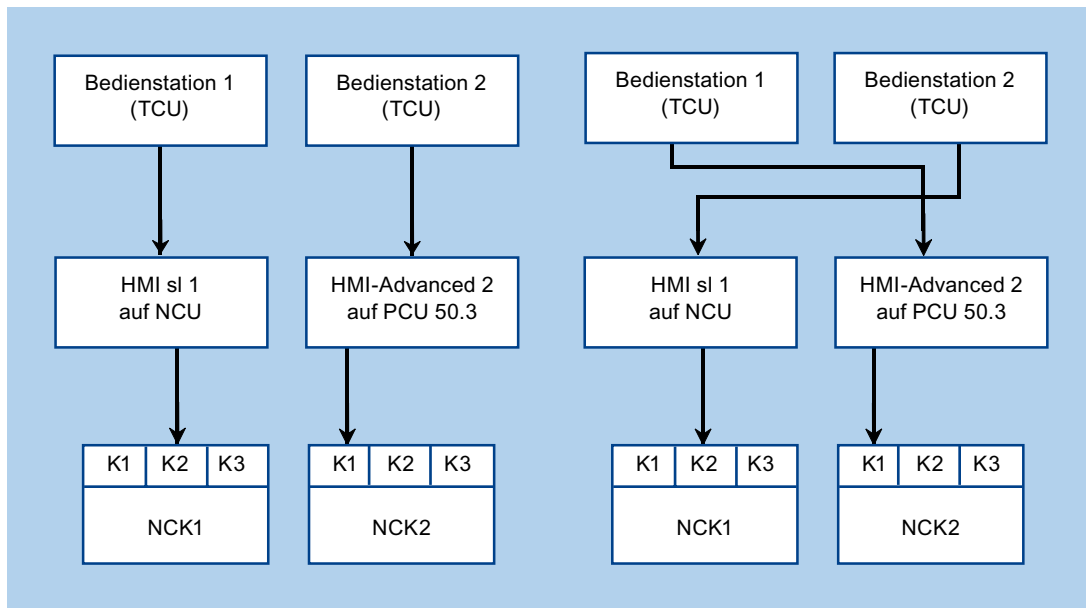 Bedienstation 1
(TCU)
Bedienstation 2
(TCU)
Bedienstation 1
(TCU)
Bedienstation 2
(TCU)
HMI sl 1
auf NCU
HMI-Advanced 2
auf PCU 50.3
HMI sl 1
auf NCU
HMI-Advanced 2
auf PCU 50.3
K1 K2 K3
NCK1
K1 K2 K3
NCK2
K1 K2 K3
NCK1
K1 K2 K3
NCK2